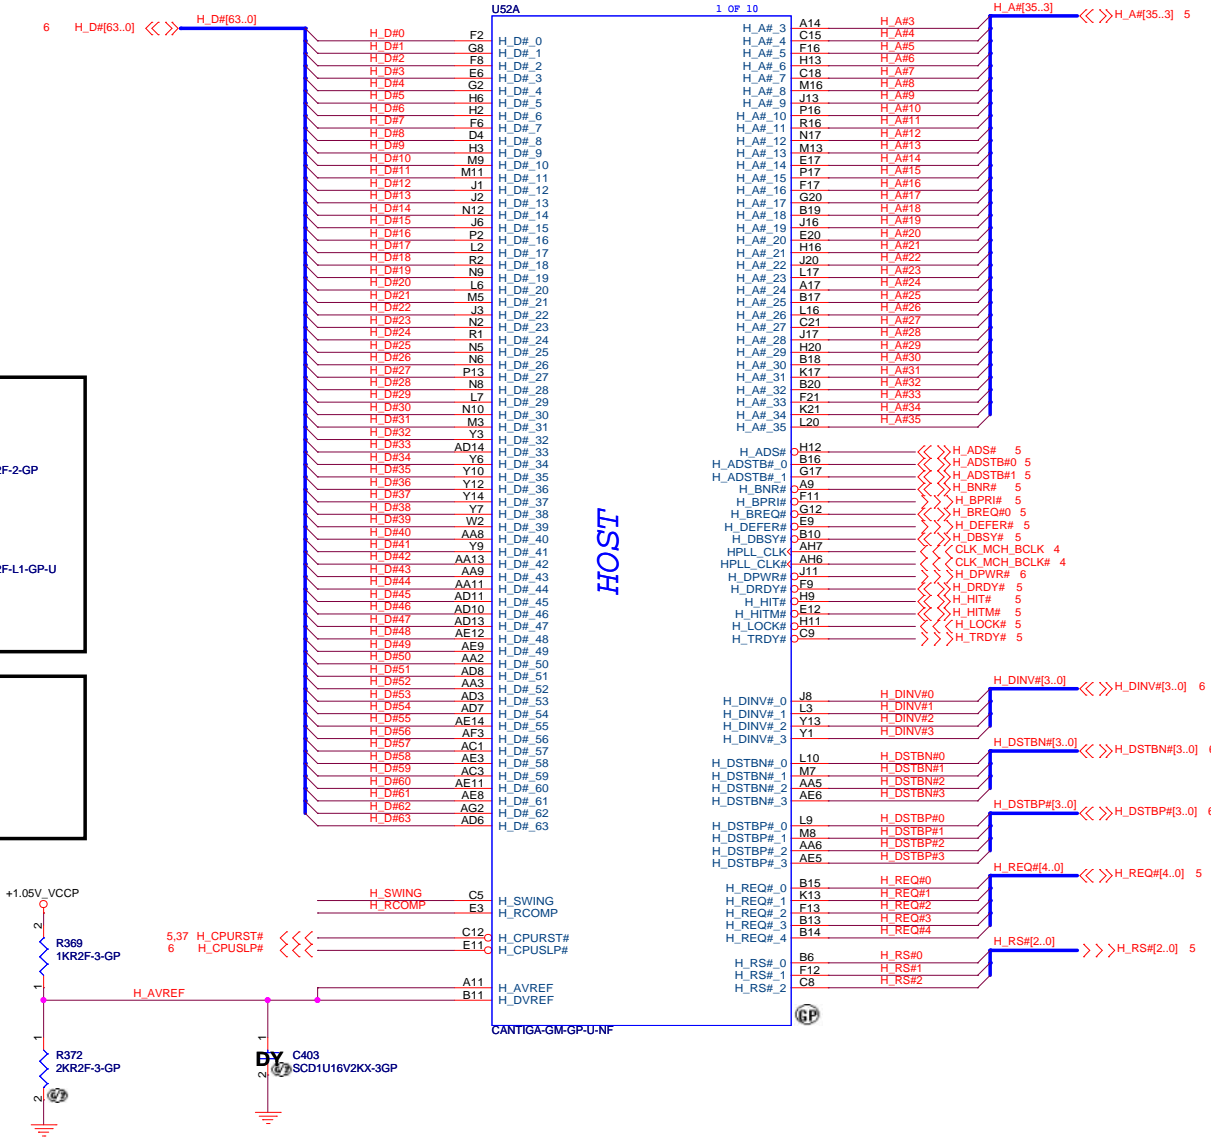 U52A
1 OF 10
6 H_D#[63..0] H_D#[63..0]
H_D#0 F2 H_D#_0
H_D#1 G8 H_D#_1
H_D#2 F8 H_D#_2
H_D#3 E6 H_D#_3
H_D#4 G2 H_D#_4
H_D#5 H6 H_D#_5
H_D#6 H2 H_D#_6
H_D#7 F6 H_D#_7
H_D#8 D4 H_D#_8
H_D#9 H3 H_D#_9
H_D#10 M9 H_D#_10
H_D#11 M11 H_D#_11
H_D#12 J1 H_D#_12
H_D#13 J2 H_D#_13
H_D#14 N12 H_D#_14
H_D#15 J6 H_D#_15
H_D#16 P2 H_D#_16
H_D#17 L2 H_D#_17
H_D#18 R2 H_D#_18
H_D#19 N9 H_D#_19
H_D#20 L6 H_D#_20
H_D#21 M5 H_D#_21
H_D#22 J3 H_D#_22
H_D#23 N2 H_D#_23
H_D#24 R1 H_D#_24
H_D#25 N5 H_D#_25
H_D#26 N6 H_D#_26
H_D#27 P13 H_D#_27
H_D#28 N8 H_D#_28
H_D#29 L7 H_D#_29
H_D#30 N10 H_D#_30
H_D#31 M3 H_D#_31
H_D#32 Y3 H_D#_32
H_D#33 AD14 H_D#_33
H_D#34 Y6 H_D#_34
H_D#35 Y10 H_D#_35
H_D#36 Y12 H_D#_36
H_D#37 Y14 H_D#_37
H_D#38 Y7 H_D#_38
H_D#39 W2 H_D#_39
H_D#40 AA8 H_D#_40
H_D#41 Y9 H_D#_41
H_D#42 AA13 H_D#_42
H_D#43 AA9 H_D#_43
H_D#44 AA11 H_D#_44
H_D#45 AD11 H_D#_45
H_D#46 AD10 H_D#_46
H_D#47 AD13 H_D#_47
H_D#48 AE12 H_D#_48
H_D#49 AE9 H_D#_49
H_D#50 AA2 H_D#_50
H_D#51 AD8 H_D#_51
H_D#52 AA3 H_D#_52
H_D#53 AD3 H_D#_53
H_D#54 AD7 H_D#_54
H_D#55 AE14 H_D#_55
H_D#56 AF3 H_D#_56
H_D#57 AC1 H_D#_57
H_D#58 AE3 H_D#_58
H_D#59 AC3 H_D#_59
H_D#60 AE11 H_D#_60
H_D#61 AE8 H_D#_61
H_D#62 AG2 H_D#_62
H_D#63 AD6 H_D#_63
H_SWING C5 H_SWING
H_RCOMP E3 H_RCOMP
5,37 H_CPURST# C12 H_CPURST#
6 H_CPUSLP# E11 H_CPUSLP#
H_AVREF A11 H_AVREF
B11 H_DVREF
HOST
H_A#[35..3] H_A#[35..3] 5
H_A#_3 A14 H_A#3
H_A#_4 C15 H_A#4
H_A#_5 F16 H_A#5
H_A#_6 H13 H_A#6
H_A#_7 C18 H_A#7
H_A#_8 M16 H_A#8
H_A#_9 J13 H_A#9
H_A#_10 P16 H_A#10
H_A#_11 R16 H_A#11
H_A#_12 N17 H_A#12
H_A#_13 M13 H_A#13
H_A#_14 E17 H_A#14
H_A#_15 P17 H_A#15
H_A#_16 F17 H_A#16
H_A#_17 G20 H_A#17
H_A#_18 B19 H_A#18
H_A#_19 J16 H_A#19
H_A#_20 E20 H_A#20
H_A#_21 H16 H_A#21
H_A#_22 J20 H_A#22
H_A#_23 L17 H_A#23
H_A#_24 A17 H_A#24
H_A#_25 B17 H_A#25
H_A#_26 L16 H_A#26
H_A#_27 C21 H_A#27
H_A#_28 J17 H_A#28
H_A#_29 H20 H_A#29
H_A#_30 B18 H_A#30
H_A#_31 K17 H_A#31
H_A#_32 B20 H_A#32
H_A#_33 F21 H_A#33
H_A#_34 K21 H_A#34
H_A#_35 L20 H_A#35
H_ADS# H12 H_ADS# 5
H_ADSTB#_0 B16 H_ADSTB#0 5
H_ADSTB#_1 G17 H_ADSTB#1 5
H_BNR# A9 H_BNR# 5
H_BPRI# F11 H_BPRI# 5
H_BREQ# G12 H_BREQ#0 5
H_DEFER# E9 H_DEFER# 5
H_DBSY# B10 H_DBSY# 5
HPLL_CLK AH7 CLK_MCH_BCLK 4
HPLL_CLK# AH6 CLK_MCH_BCLK# 4
H_DPWR# J11 H_DPWR# 6
H_DRDY# F9 H_DRDY# 5
H_HIT# H9 H_HIT# 5
H_HITM# E12 H_HITM# 5
H_LOCK# H11 H_LOCK# 5
H_TRDY# C9 H_TRDY# 5
H_DINV#[3..0] H_DINV#[3..0] 6
H_DINV#_0 J8 H_DINV#0
H_DINV#_1 L3 H_DINV#1
H_DINV#_2 Y13 H_DINV#2
H_DINV#_3 Y1 H_DINV#3
H_DSTBN#[3..0] H_DSTBN#[3..0] 6
H_DSTBN#_0 L10 H_DSTBN#0
H_DSTBN#_1 M7 H_DSTBN#1
H_DSTBN#_2 AA5 H_DSTBN#2
H_DSTBN#_3 AE6 H_DSTBN#3
H_DSTBP#[3..0] H_DSTBP#[3..0] 6
H_DSTBP#_0 L9 H_DSTBP#0
H_DSTBP#_1 M8 H_DSTBP#1
H_DSTBP#_2 AA6 H_DSTBP#2
H_DSTBP#_3 AE5 H_DSTBP#3
H_REQ#[4..0] H_REQ#[4..0] 5
H_REQ#_0 B15 H_REQ#0
H_REQ#_1 K13 H_REQ#1
H_REQ#_2 F13 H_REQ#2
H_REQ#_3 B13 H_REQ#3
H_REQ#_4 B14 H_REQ#4
H_RS#[2..0] H_RS#[2..0] 5
H_RS#_0 B6 H_RS#0
H_RS#_1 F12 H_RS#1
H_RS#_2 C8 H_RS#2
GP
CANTIGA-GM-GP-U-NF
F-2-GP
F-L1-GP-U
+1.05V_VCCP
2
R369
1KR2F-3-GP
1
1
R372
2KR2F-3-GP
2
1
DY
C403
SCD1U16V2KX-3GP
2